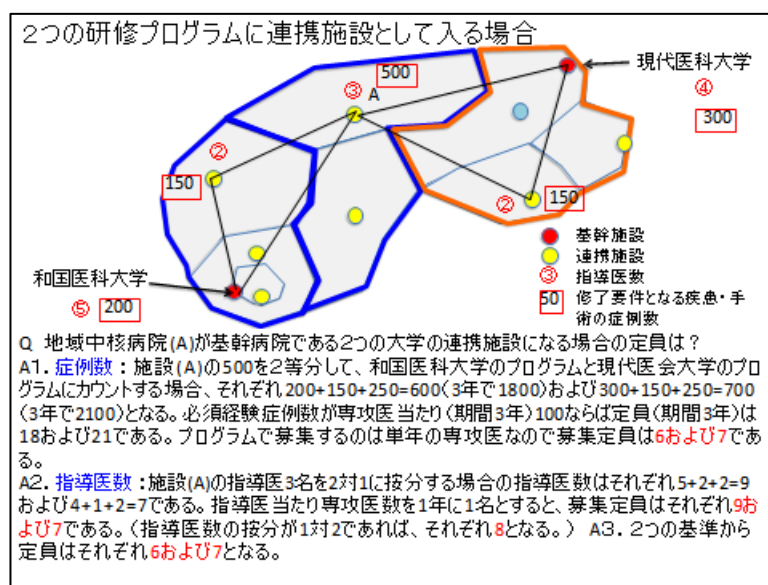 ２つの研修プログラムに連携施設として入る場合
500
現代医科大学
③
A
④
300
②
150
②
150
基幹施設
連携施設
③ 指導医数
50 修了要件となる疾患・手
術の症例数
和国医科大学
⑤ 200
Q 地域中核病院(A)が基幹病院である2つの大学の連携施設になる場合の定員は？
A1．症例数：施設(A)の500を2等分して、和国医科大学のプログラムと現代医会大学のプ
ログラムにカウントする場合、それぞれ200+150+250=600(3年で1800)および300+150+250=700
(3年で2100)となる。必須経験症例数が専攻医当たり(期間3年)100ならば定員(期間3年)は
18および21である。プログラムで募集するのは単年の専攻医なので募集定員は6および7であ
る。
A2．指導医数：施設(A)の指導医3名を2対1に按分する場合の指導医数はそれぞれ5+2+2=9
および4+1+2=7である。指導医当たり専攻医数を1年に1名とすると、募集定員はそれぞれ9お
よび7である。（指導医数の按分が1対2であれば、それぞれ8となる。） A3．2つの基準から
定員はそれぞれ6および7となる。